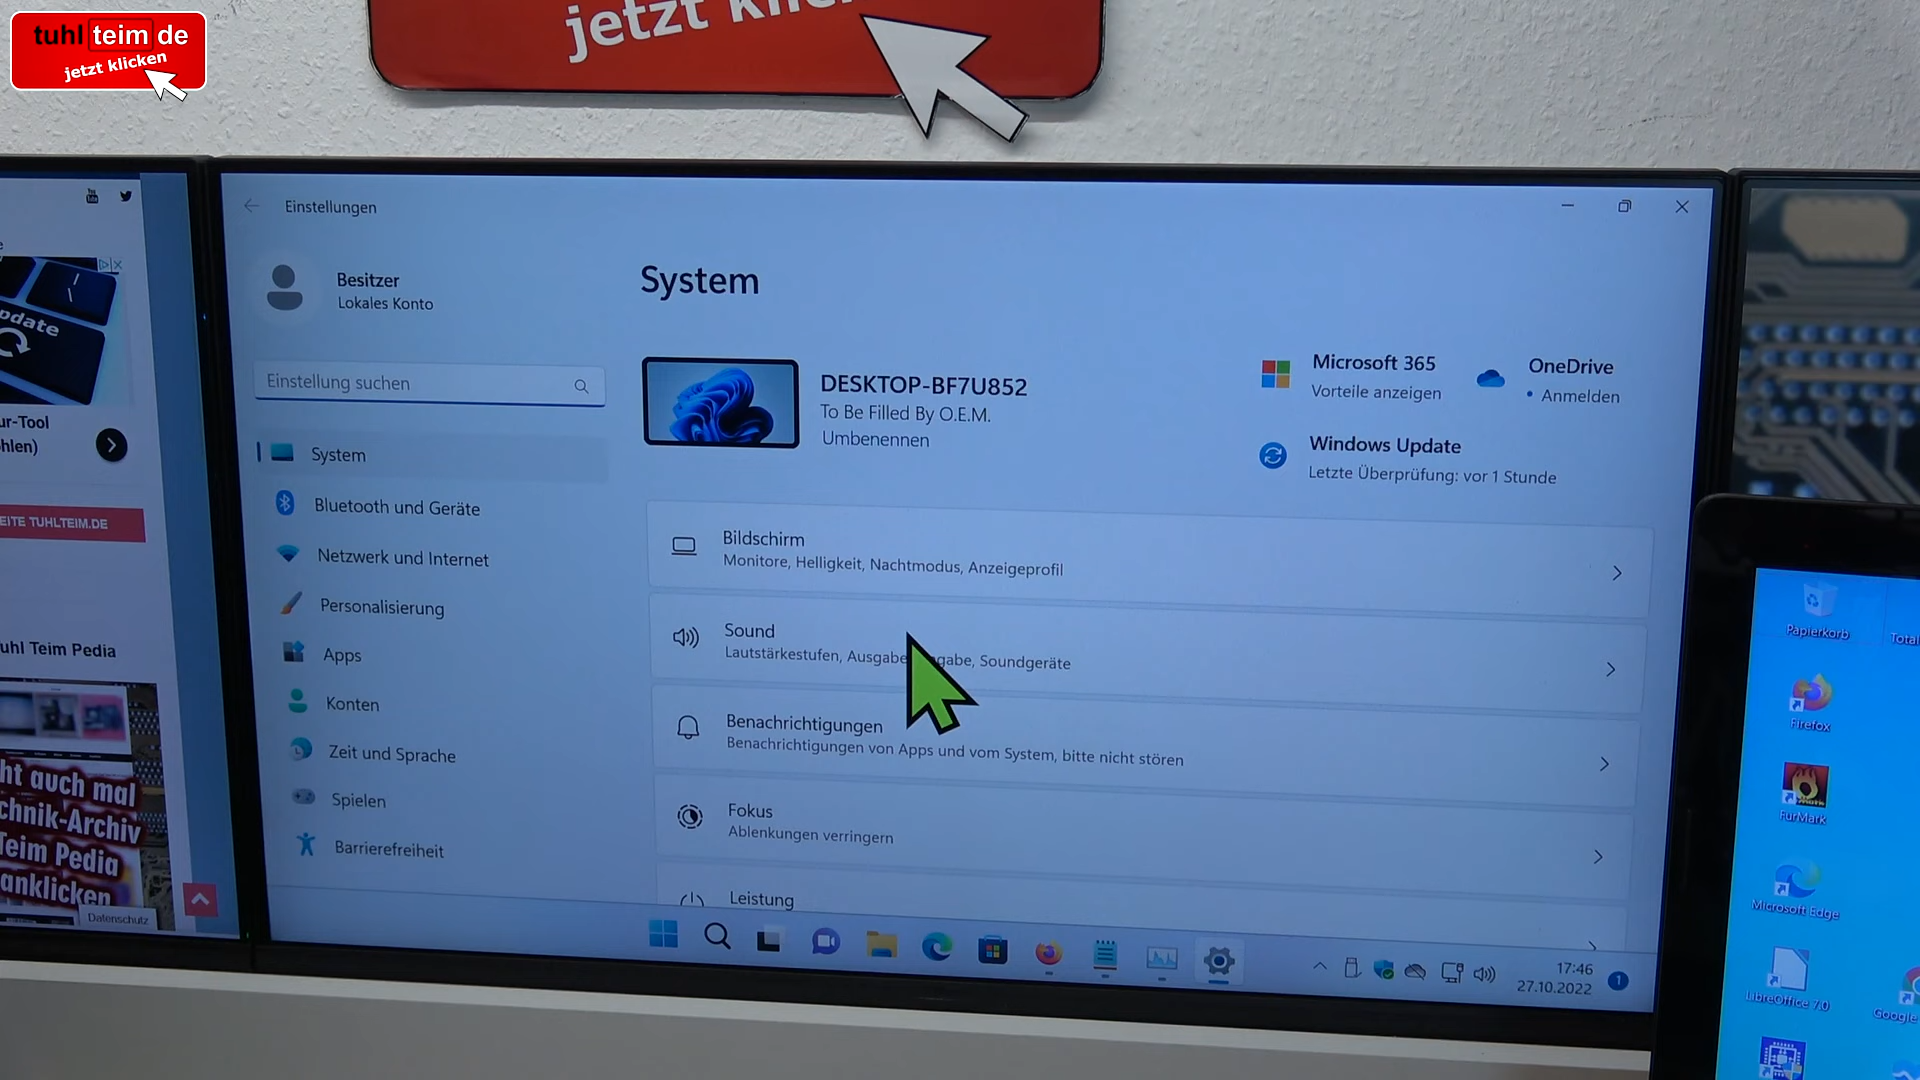 tuhl teim de
jetzt klicken
jetzt
Einstellungen
Besitzer
Lokales Konto
Einstellung suchen
System
Bluetooth und Geräte
Netzwerk und Internet
Personalisierung
Apps
Konten
Zeit und Sprache
Spielen
Barrierefreiheit
System
DESKTOP-BF7U852
To Be Filled By O.E.M.
Umbenennen
Microsoft 365
Vorteile anzeigen
OneDrive
• Anmelden
Windows Update
Letzte Überprüfung: vor 1 Stunde
Bildschirm
Monitore, Helligkeit, Nachtmodus, Anzeigeprofil
Sound
Lautstärkestufen, Ausgabe gabe, Soundgeräte
Benachrichtigungen
Benachrichtigungen von Apps und vom System, bitte nicht stören
Fokus
Ablenkungen verringern
Leistung
17:46
27.10.2022
1
pdate
ur-Tool
hlen)
EITE TUHLTEIM.DE
uhl Teim Pedia
ht auch mal
chnik-Archiv
Teim Pedia
anklicken
Datenschutz
Papierkorb
Total
Firefox
FurMark
Microsoft Edge
LibreOffice 7.0
Google